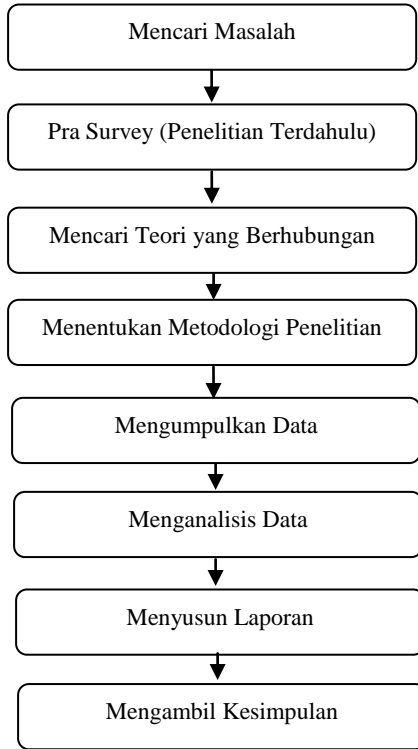 Mencari Masalah
Pra Survey (Penelitian Terdahulu)
Mencari Teori yang Berhubungan
Menentukan Metodologi Penelitian
Mengumpulkan Data
Menganalisis Data
Menyusun Laporan
Mengambil Kesimpulan